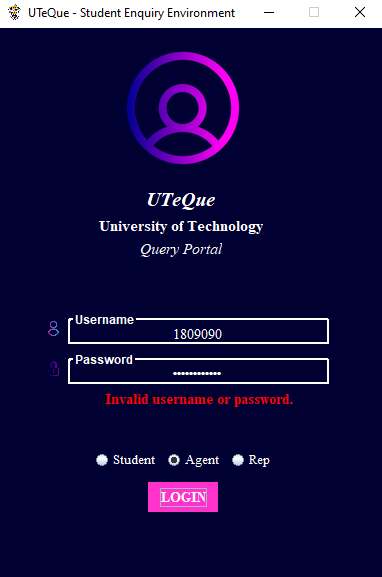 UTeQue - Student Enquiry Environment
UTeQue
University of Technology
Query Portal
Username
1809090
Password
••••••••••••
Invalid username or password.
Student Agent Rep
LOGIN